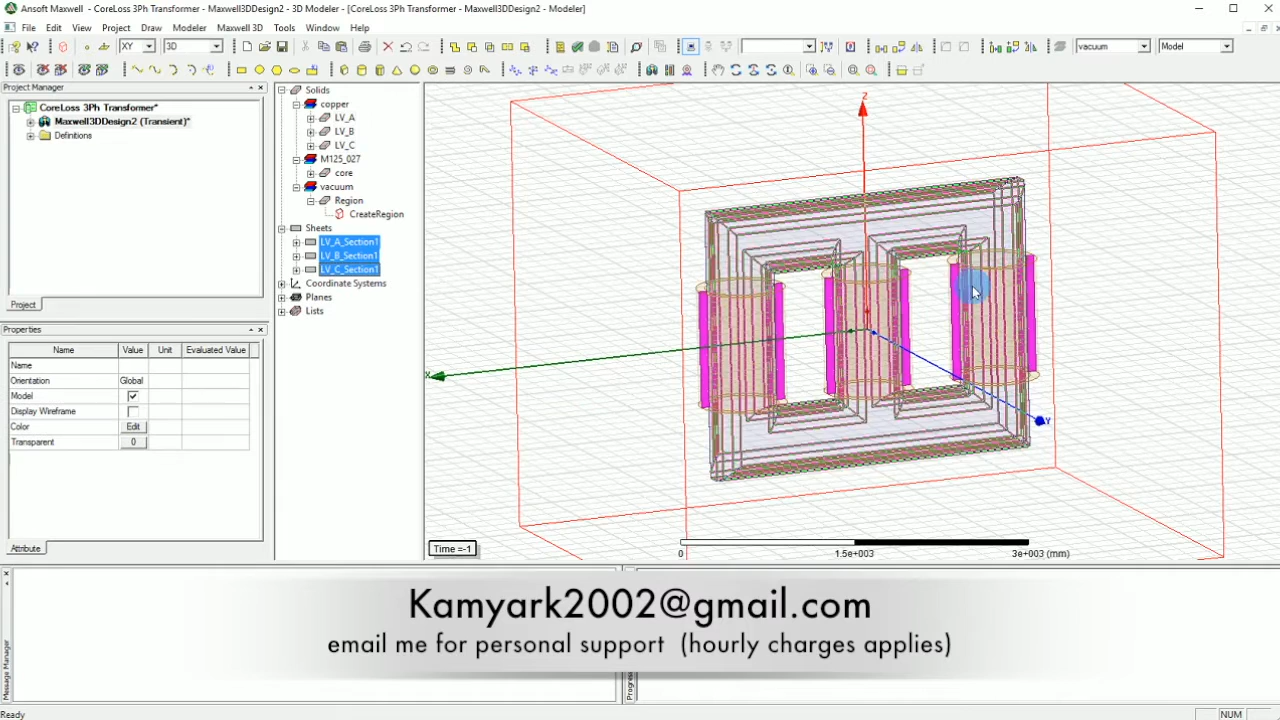 Ansoft Maxwell - CoreLoss 3Ph Transformer - Maxwell3DDesign2 - 3D Modeler - [CoreLoss 3Ph Transformer - Maxwell3DDesign2 - Modeler]
File Edit View Project Draw Modeler Maxwell 3D Tools Window Help
XY 3D vacuum Model
Project Manager
CoreLoss 3Ph Transformer*
Maxwell3DDesign2 (Transient)*
Definitions
Project
Properties
Name Value Unit Evaluated Value
Name
Orientation Global
Model
Display Wireframe
Color Edit
Transparent 0
Attribute
Solids
copper
LV_A
LV_B
LV_C
M125_027
core
vacuum
Region
CreateRegion
Sheets
LV_A_Section1
LV_B_Section1
LV_C_Section1
Coordinate Systems
Planes
Lists
Z
X
Y
Time =-1
0 1.5e+003 3e+003 (mm)
Kamyark2002@gmail.com
email me for personal support (hourly charges applies)
Message Manager
Ready
NUM